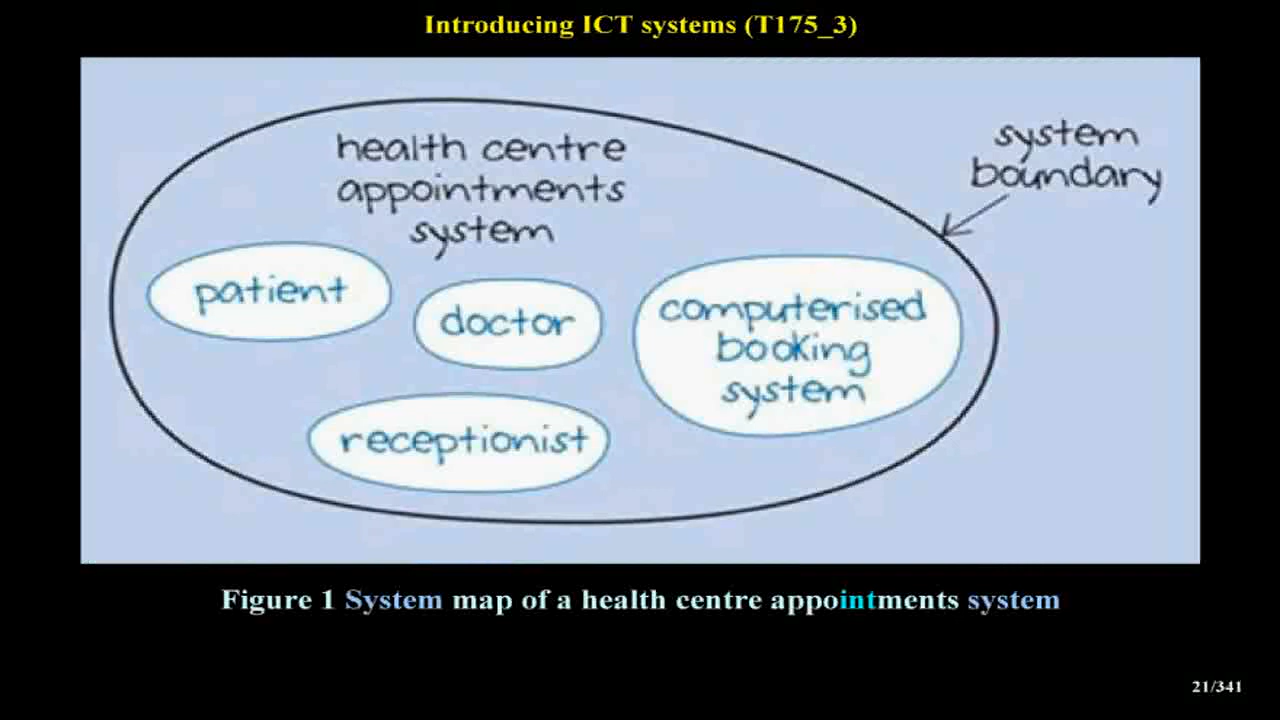 Introducing ICT systems (T175_3)
health centre
appointments
system
system
boundary
patient
doctor
computerised
booking
system
receptionist
Figure 1 System map of a health centre appointments system
21/341